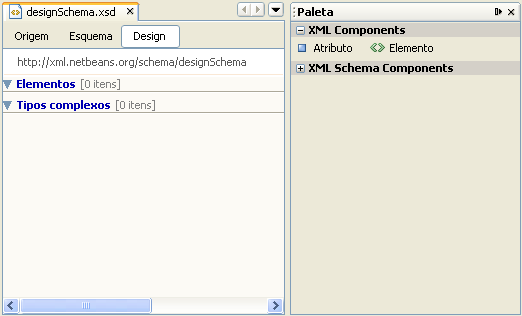 designSchema.xsd
Origem Esquema Design
http://xml.netbeans.org/schema/designSchema
Elementos [0 itens]
Tipos complexos [0 itens]
Paleta
XML Components
Atributo Elemento
XML Schema Components